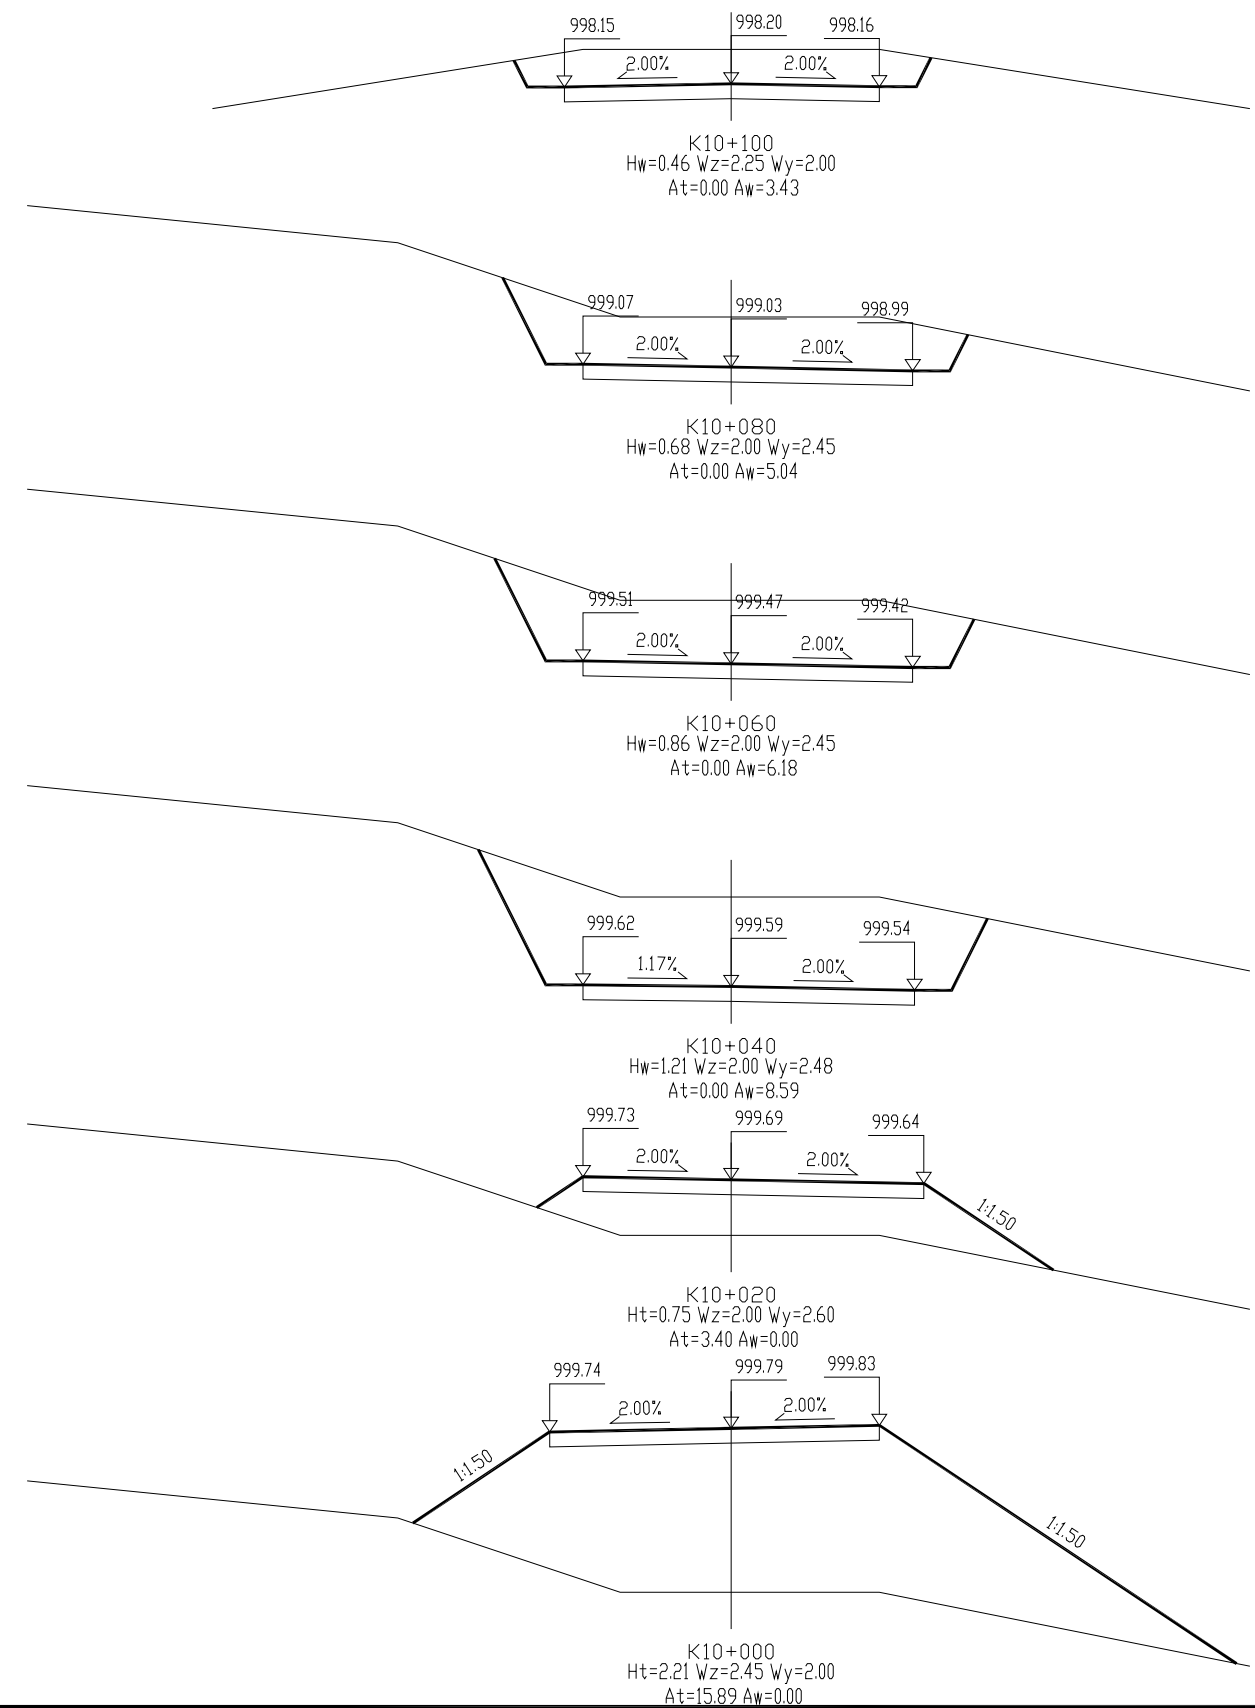 998.15 998.20 998.16
2.00% 2.00%
K10+100
Hw=0.46 Wz=2.25 Wy=2.00
At=0.00 Aw=3.43
999.07 999.03 998.99
2.00% 2.00%
K10+080
Hw=0.68 Wz=2.00 Wy=2.45
At=0.00 Aw=5.04
999.51 999.47 999.42
2.00% 2.00%
K10+060
Hw=0.86 Wz=2.00 Wy=2.45
At=0.00 Aw=6.18
999.62 999.59 999.54
1.17% 2.00%
K10+040
Hw=1.21 Wz=2.00 Wy=2.48
At=0.00 Aw=8.59
999.73 999.69 999.64
2.00% 2.00%
1:1.50
K10+020
Ht=0.75 Wz=2.00 Wy=2.60
At=3.40 Aw=0.00
999.74 999.79 999.83
2.00% 2.00%
1:1.50
1:1.50
K10+000
Ht=2.21 Wz=2.45 Wy=2.00
At=15.89 Aw=0.00